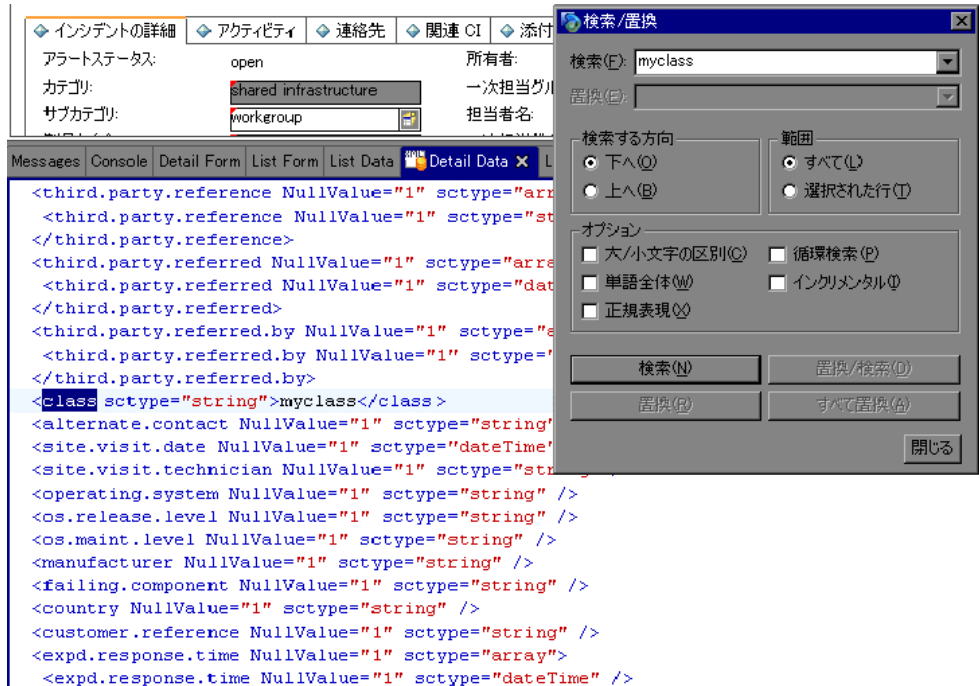 インシデントの詳細 アクティビティ 連絡先 関連 CI 添付
アラートステータス: open 所有者:
カテゴリ: shared infrastructure 一次担当グル
サブカテゴリ: workgroup 担当者名:
検索/置換
検索(F): myclass
置換(E):
検索する方向
下へ(O)
上へ(B)
範囲
すべて(L)
選択された行(T)
オプション
大/小文字の区別(C) 循環検索(P)
単語全体(W) インクリメンタル(I)
正規表現(X)
検索(N) 置換/検索(D)
置換(R) すべて置換(A)
閉じる
Messages Console Detail Form List Form List Data Detail Data L
<third.party.reference NullValue="1" sctype="arr
<third.party.reference NullValue="1" sctype="st
</third.party.reference>
<third.party.referred NullValue="1" sctype="arra
<third.party.referred NullValue="1" sctype="dat
</third.party.referred>
<third.party.referred.by NullValue="1" sctype="a
<third.party.referred.by NullValue="1" sctype="
</third.party.referred.by>
<class sctype="string">myclass</class>
<alternate.contact NullValue="1" sctype="string"
<site.visit.date NullValue="1" sctype="dateTime"
<site.visit.technician NullValue="1" sctype="str
<operating.system NullValue="1" sctype="string" />
<os.release.level NullValue="1" sctype="string" />
<os.maint.level NullValue="1" sctype="string" />
<manufacturer NullValue="1" sctype="string" />
<failing.component NullValue="1" sctype="string" />
<country NullValue="1" sctype="string" />
<customer.reference NullValue="1" sctype="string" />
<expd.response.time NullValue="1" sctype="array">
<expd.response.time NullValue="1" sctype="dateTime" />